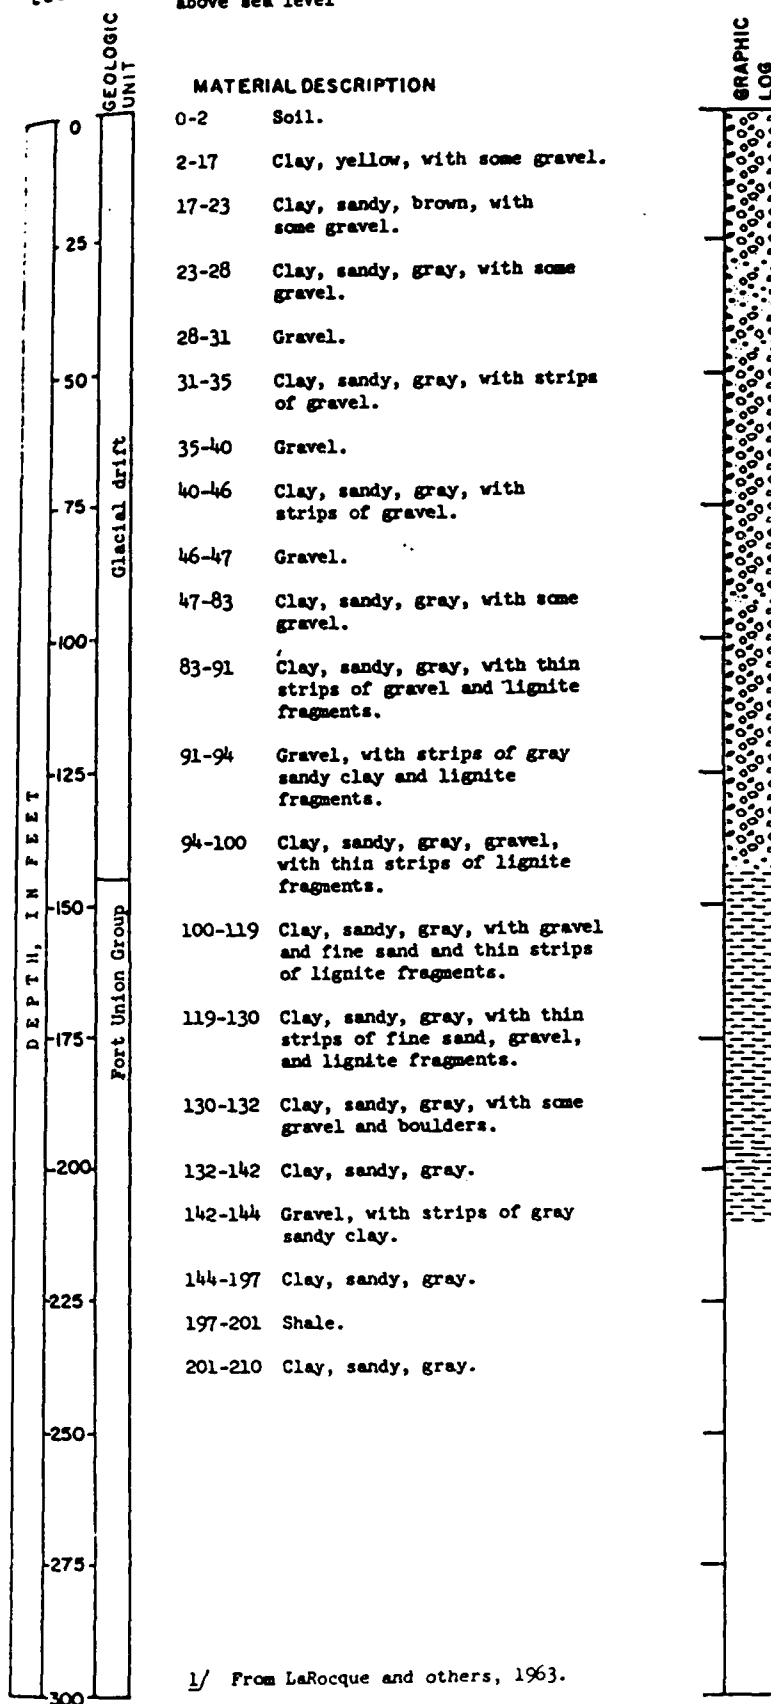 above sea level
GEOLOGIC
UNIT
MATERIAL DESCRIPTION
GRAPHIC
LOG
0-2 Soil.
2-17 Clay, yellow, with some gravel.
17-23 Clay, sandy, brown, with
some gravel.
23-28 Clay, sandy, gray, with some
gravel.
28-31 Gravel.
31-35 Clay, sandy, gray, with strips
of gravel.
35-40 Gravel.
40-46 Clay, sandy, gray, with
strips of gravel.
46-47 Gravel.
47-83 Clay, sandy, gray, with some
gravel.
83-91 Clay, sandy, gray, with thin
strips of gravel and lignite
fragments.
91-94 Gravel, with strips of gray
sandy clay and lignite
fragments.
94-100 Clay, sandy, gray, gravel,
with thin strips of lignite
fragments.
100-119 Clay, sandy, gray, with gravel
and fine sand and thin strips
of lignite fragments.
119-130 Clay, sandy, gray, with thin
strips of fine sand, gravel,
and lignite fragments.
130-132 Clay, sandy, gray, with some
gravel and boulders.
132-142 Clay, sandy, gray.
142-144 Gravel, with strips of gray
sandy clay.
144-197 Clay, sandy, gray.
197-201 Shale.
201-210 Clay, sandy, gray.
DEPTH, IN FEET
0
25
50
75
100
125
150
175
200
225
250
275
300
Glacial drift
Fort Union Group
1/ From LaRocque and others, 1963.